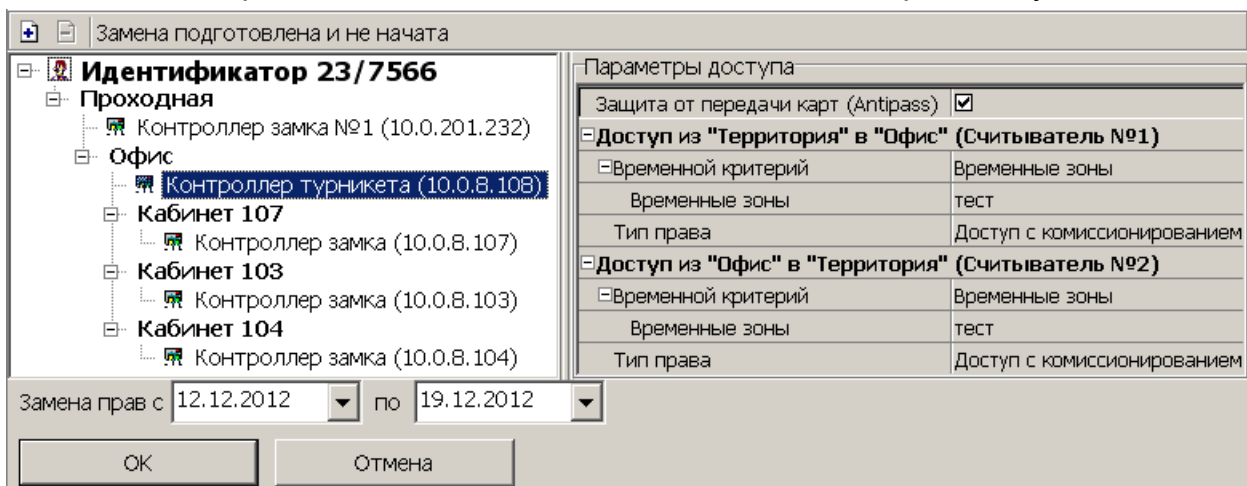 Замена подготовлена и не начата
Идентификатор 23/7566
Проходная
Контроллер замка №1 (10.0.201.232)
Офис
Контроллер турникета (10.0.8.108)
Кабинет 107
Контроллер замка (10.0.8.107)
Кабинет 103
Контроллер замка (10.0.8.103)
Кабинет 104
Контроллер замка (10.0.8.104)
Параметры доступа
Защита от передачи карт (Antipass)
Доступ из "Территория" в "Офис" (Считыватель №1)
Временной критерий Временные зоны
Временные зоны тест
Тип права Доступ с комиссионированием
Доступ из "Офис" в "Территория" (Считыватель №2)
Временной критерий Временные зоны
Временные зоны тест
Тип права Доступ с комиссионированием
Замена прав с 12.12.2012 по 19.12.2012
ОК Отмена